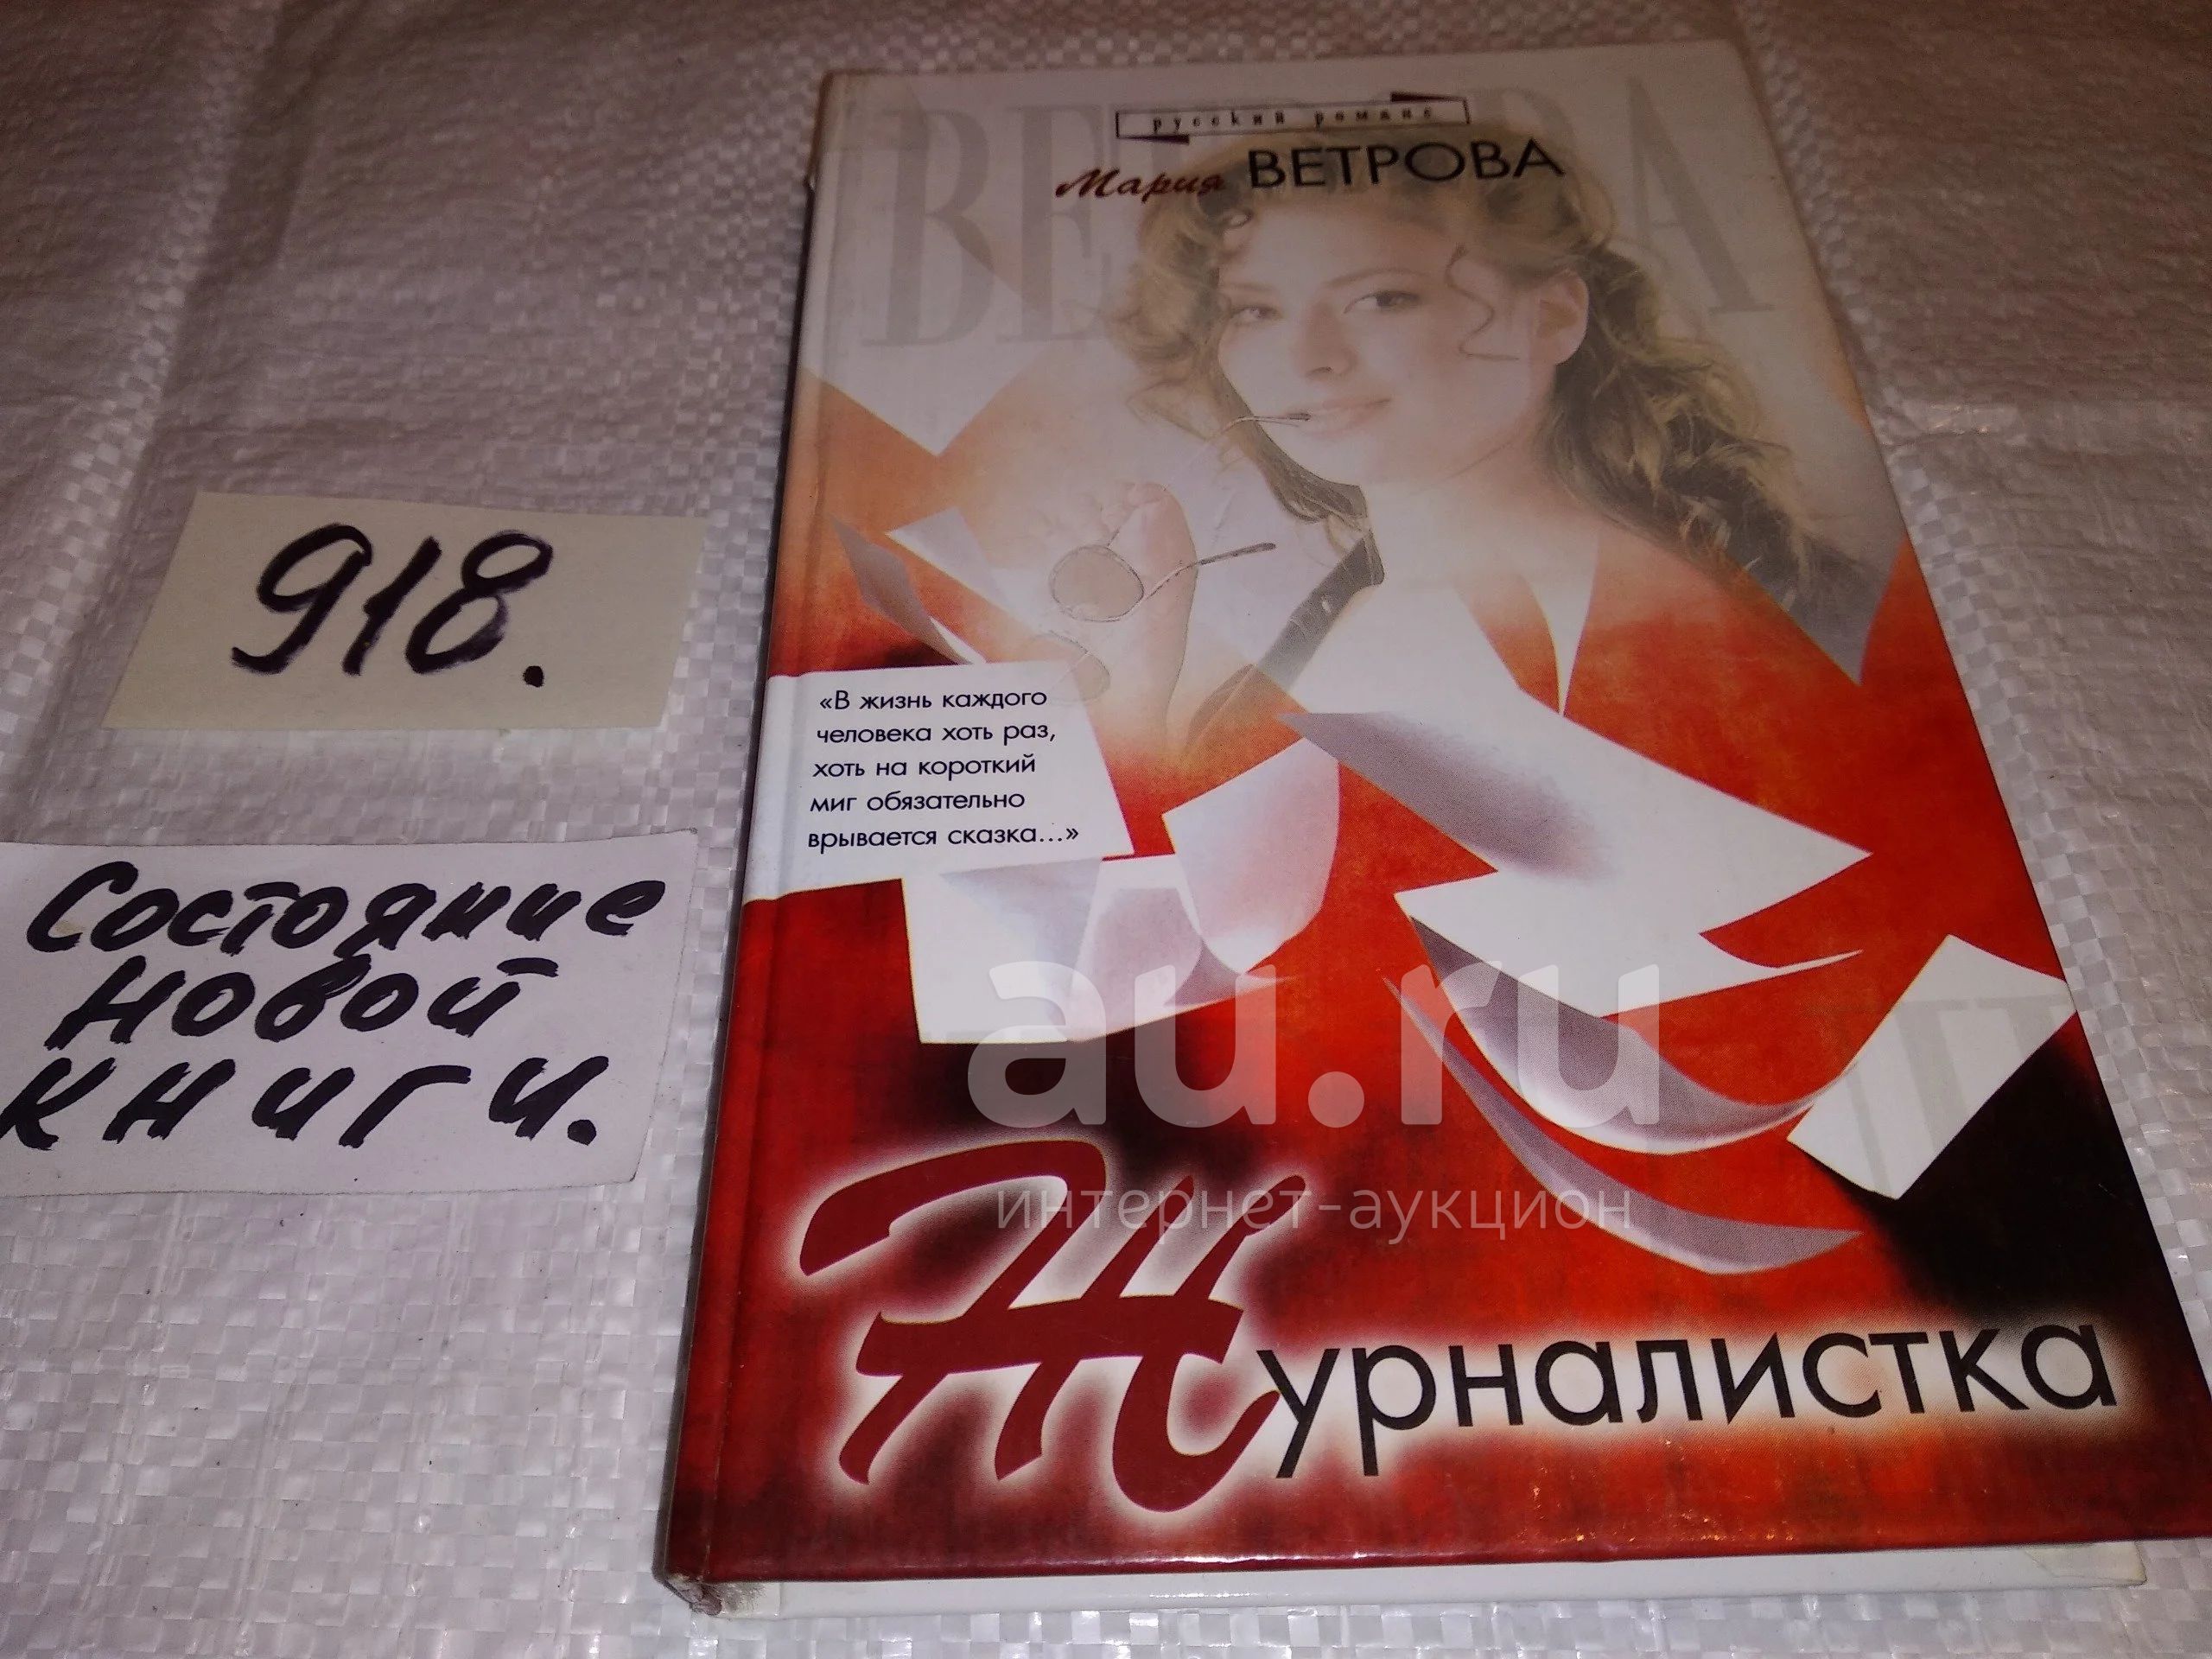 ВЕТРОВА
русский романс
Мария ВЕТРОВА
918.
«В жизнь каждого
человека хоть раз,
хоть на короткий
миг обязательно
врывается сказка...»
Состояние
новой
книги.
au.ru
интернет-аукцион
Журналистка